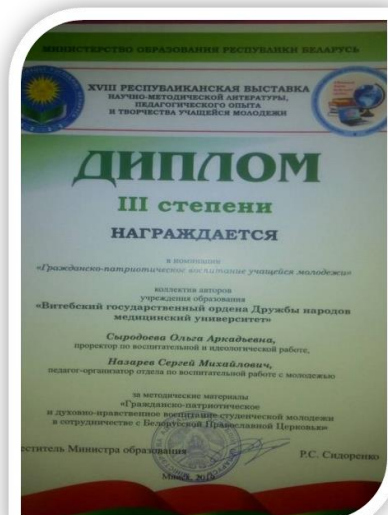 МИНИСТЕРСТВО ОБРАЗОВАНИЯ РЕСПУБЛИКИ БЕЛАРУСЬ
XVIII РЕСПУБЛИКАНСКАЯ ВЫСТАВКА
НАУЧНО-МЕТОДИЧЕСКОЙ ЛИТЕРАТУРЫ,
ПЕДАГОГИЧЕСКОГО ОПЫТА
И ТВОРЧЕСТВА УЧАЩЕЙСЯ МОЛОДЕЖИ
ДИПЛОМ
III степени
НАГРАЖДАЕТСЯ
в номинации
«Гражданско-патриотическое воспитание учащейся молодежи»
коллектив авторов
учреждения образования
«Витебский государственный ордена Дружбы народов
медицинский университет»
Сыродоева Ольга Аркадьевна,
проректор по воспитательной и идеологической работе,
Назарев Сергей Михайлович,
педагог-организатор отдела по воспитательной работе с молодежью
за методические материалы
«Гражданско-патриотическое
и духовно-нравственное воспитание студенческой молодежи
в сотрудничестве с Белорусской Православной Церковью»
ститель Министра образования Р.С. Сидоренко
Минск,